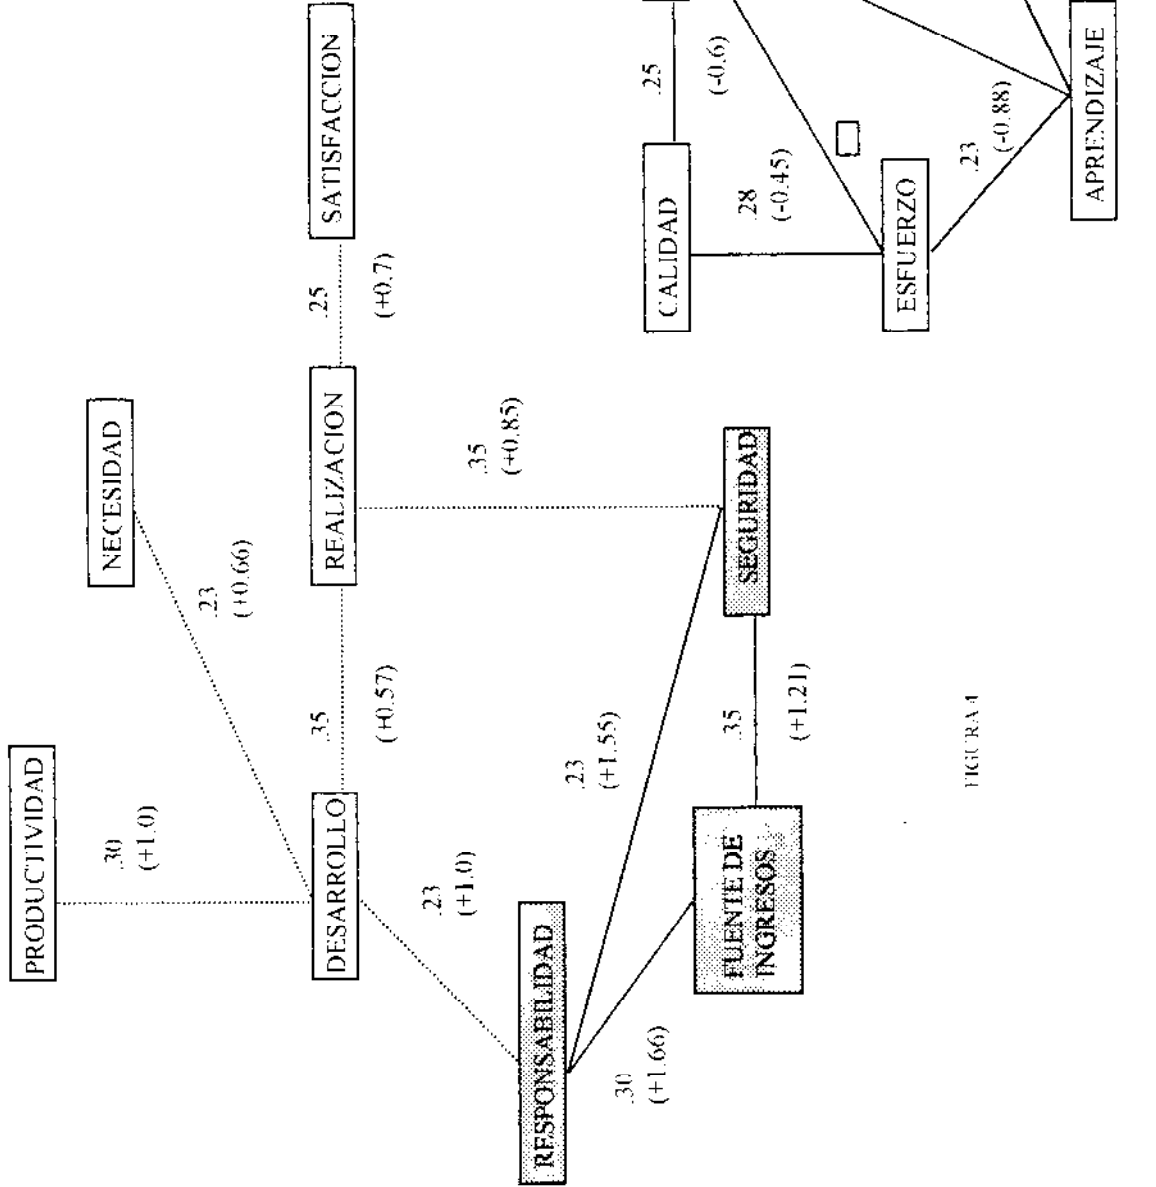 PRODUCTIVIDAD
.30
(+1.0)
NECESIDAD
.23
(+0.66)
DESARROLLO
.35
(+0.57)
REALIZACION
.25
(+0.7)
SATISFACCION
.23
(+1.0)
.35
(+0.85)
RESPONSABILIDAD
.23
(+1.55)
.30
(+1.66)
FUENTE DE
INGRESOS
.35
(+1.21)
SEGURIDAD
CALIDAD
.25
(-0.6)
.28
(-0.45)
ESFUERZO
.23
(-0.88)
APRENDIZAJE
FIGURA 4